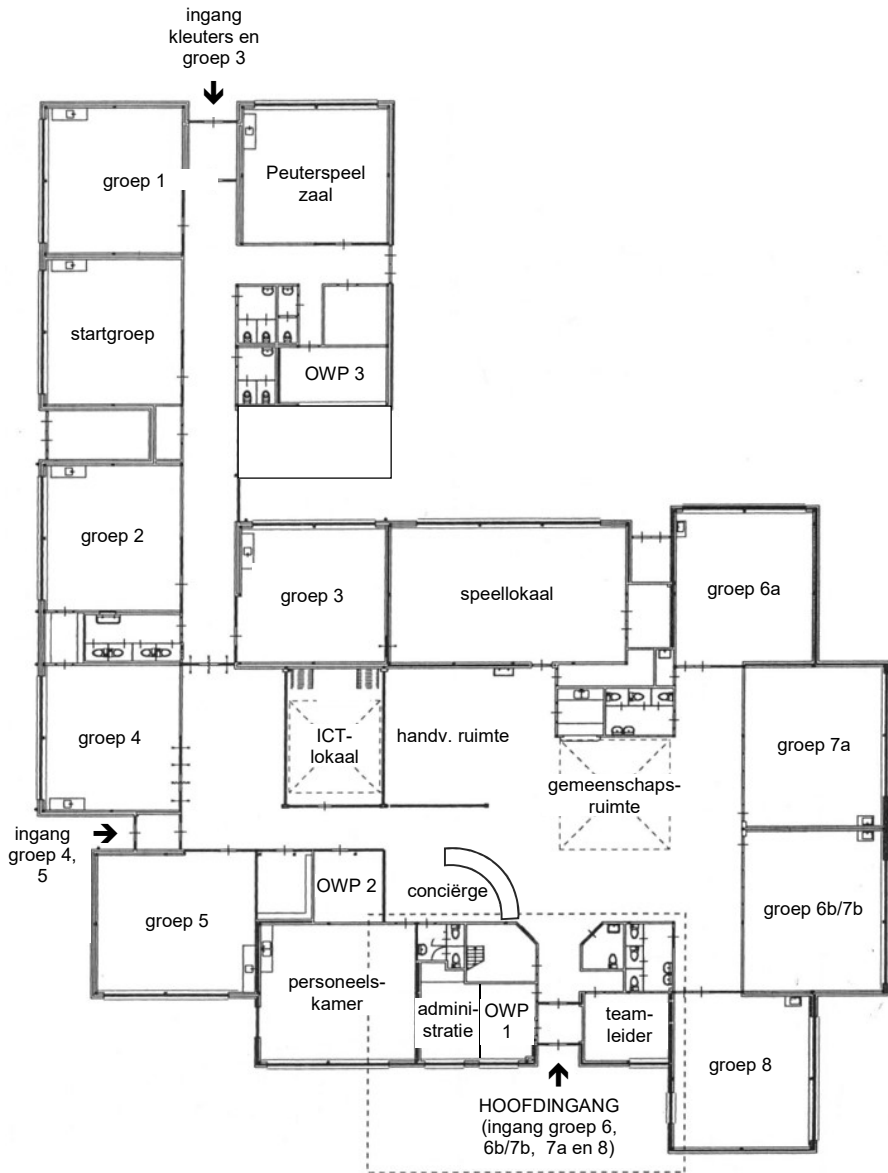 ingang
kleuters en
groep 3
groep 1
Peuterspeel
zaal
startgroep
OWP 3
groep 2
groep 3
speellokaal
groep 6a
groep 4
ICT-
lokaal
handv. ruimte
gemeenschaps-
ruimte
groep 7a
ingang
groep 4,
5
groep 5
OWP 2
conciërge
groep 6b/7b
personeels-
kamer
admini-
stratie
OWP
1
team-
leider
groep 8
HOOFDINGANG
(ingang groep 6,
6b/7b, 7a en 8)